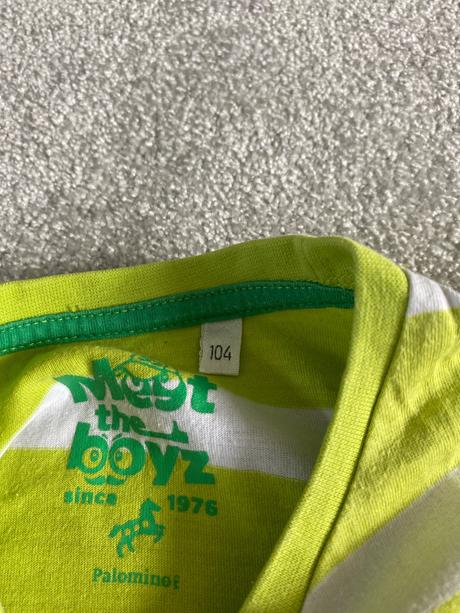 104
Meet
the
boyz
since 1976
Palomino